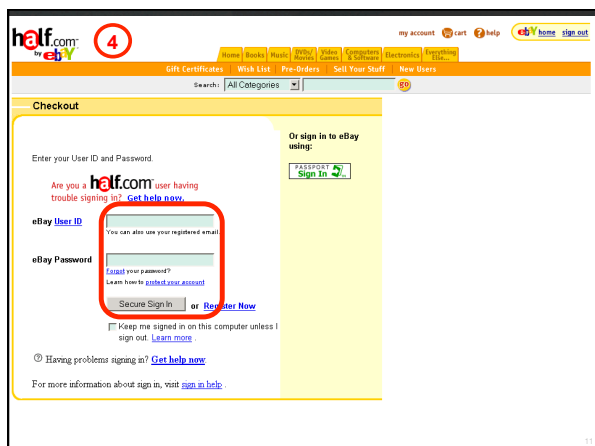 half.com
by ebY
4
my account cart help ebY home sign out
Home Books Music DVDs/ Movies Video Games Computers & Software Electronics Everything Else...
Gift Certificates Wish List Pre-Orders Sell Your Stuff New Users
Search: All Categories go
Checkout
Or sign in to eBay
using:
PASSPORT
Sign In
.net
Enter your User ID and Password.
Are you a half.com user having
trouble signing in? Get help now.
eBay User ID
You can also use your registered email.
eBay Password
Forgot your password?
Learn how to protect your account
Secure Sign In or Register Now
Keep me signed in on this computer unless I
sign out. Learn more .
? Having problems signing in? Get help now.
For more information about sign in, visit sign in help .
11